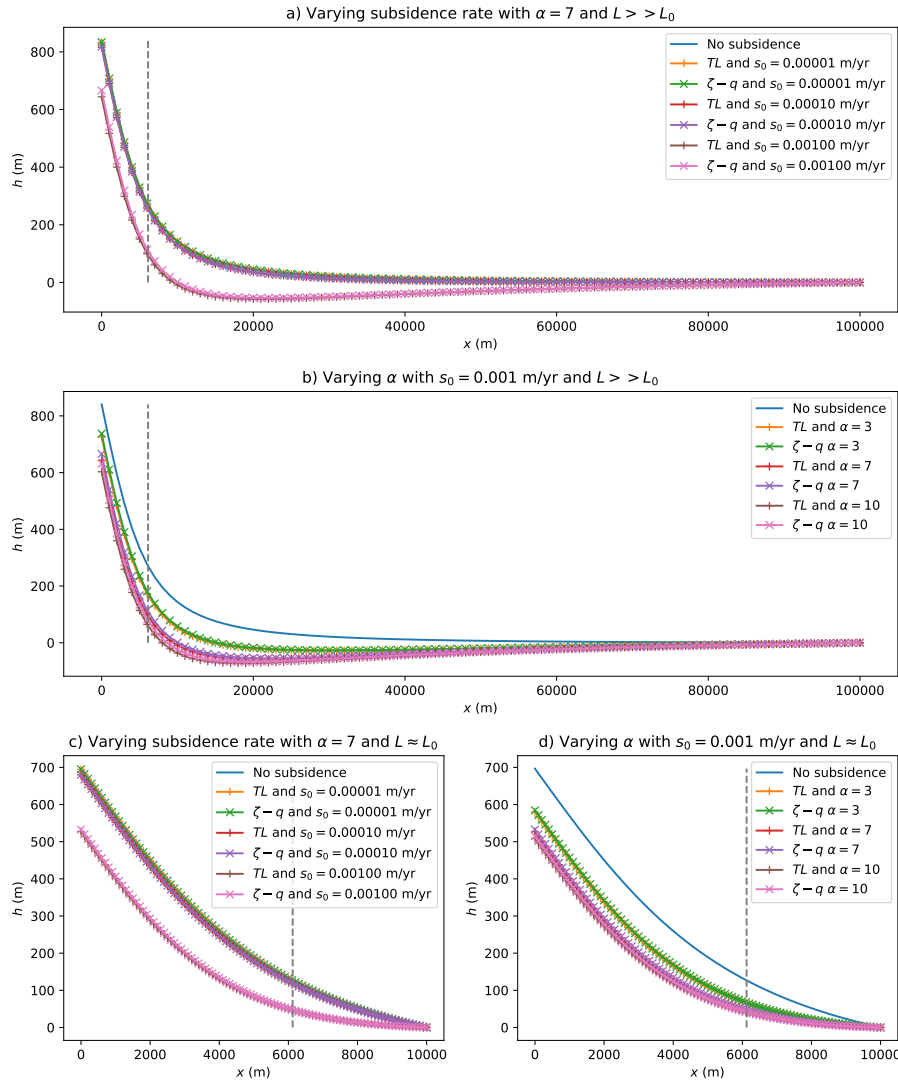 a) Varying subsidence rate with α = 7 and L >> L₀
800
600
400
200
0
h (m)
No subsidence
TL and s₀ = 0.00001 m/yr
ζ − q and s₀ = 0.00001 m/yr
TL and s₀ = 0.00010 m/yr
ζ − q and s₀ = 0.00010 m/yr
TL and s₀ = 0.00100 m/yr
ζ − q and s₀ = 0.00100 m/yr
0 20000 40000 60000 80000 100000
x (m)
b) Varying α with s₀ = 0.001 m/yr and L >> L₀
800
600
400
200
0
h (m)
No subsidence
TL and α = 3
ζ − q α = 3
TL and α = 7
ζ − q α = 7
TL and α = 10
ζ − q α = 10
0 20000 40000 60000 80000 100000
x (m)
c) Varying subsidence rate with α = 7 and L ≈ L₀
700
600
500
400
300
200
100
0
h (m)
No subsidence
TL and s₀ = 0.00001 m/yr
ζ − q and s₀ = 0.00001 m/yr
TL and s₀ = 0.00010 m/yr
ζ − q and s₀ = 0.00010 m/yr
TL and s₀ = 0.00100 m/yr
ζ − q and s₀ = 0.00100 m/yr
0 2000 4000 6000 8000 10000
x (m)
d) Varying α with s₀ = 0.001 m/yr and L ≈ L₀
700
600
500
400
300
200
100
0
h (m)
No subsidence
TL and α = 3
ζ − q α = 3
TL and α = 7
ζ − q α = 7
TL and α = 10
ζ − q α = 10
0 2000 4000 6000 8000 10000
x (m)